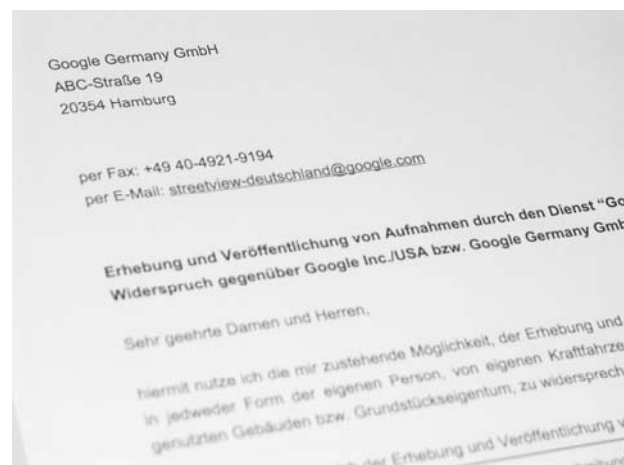 Google Germany GmbH
ABC-Straße 19
20354 Hamburg
per Fax: +49 40-4921-9194
per E-Mail: streetview-deutschland@google.com
Erhebung und Veröffentlichung von Aufnahmen durch den Dienst “Go
Widerspruch gegenüber Google Inc./USA bzw. Google Germany Gmb
Sehr geehrte Damen und Herren,
hiermit nutze ich die mir zustehende Möglichkeit, der Erhebung und
in jedweder Form der eigenen Person, von eigenen Kraftfahrze
genutzten Gebäuden bzw. Grundstückseigentum, zu widersprech
der Erhebung und Veröffentlichung v